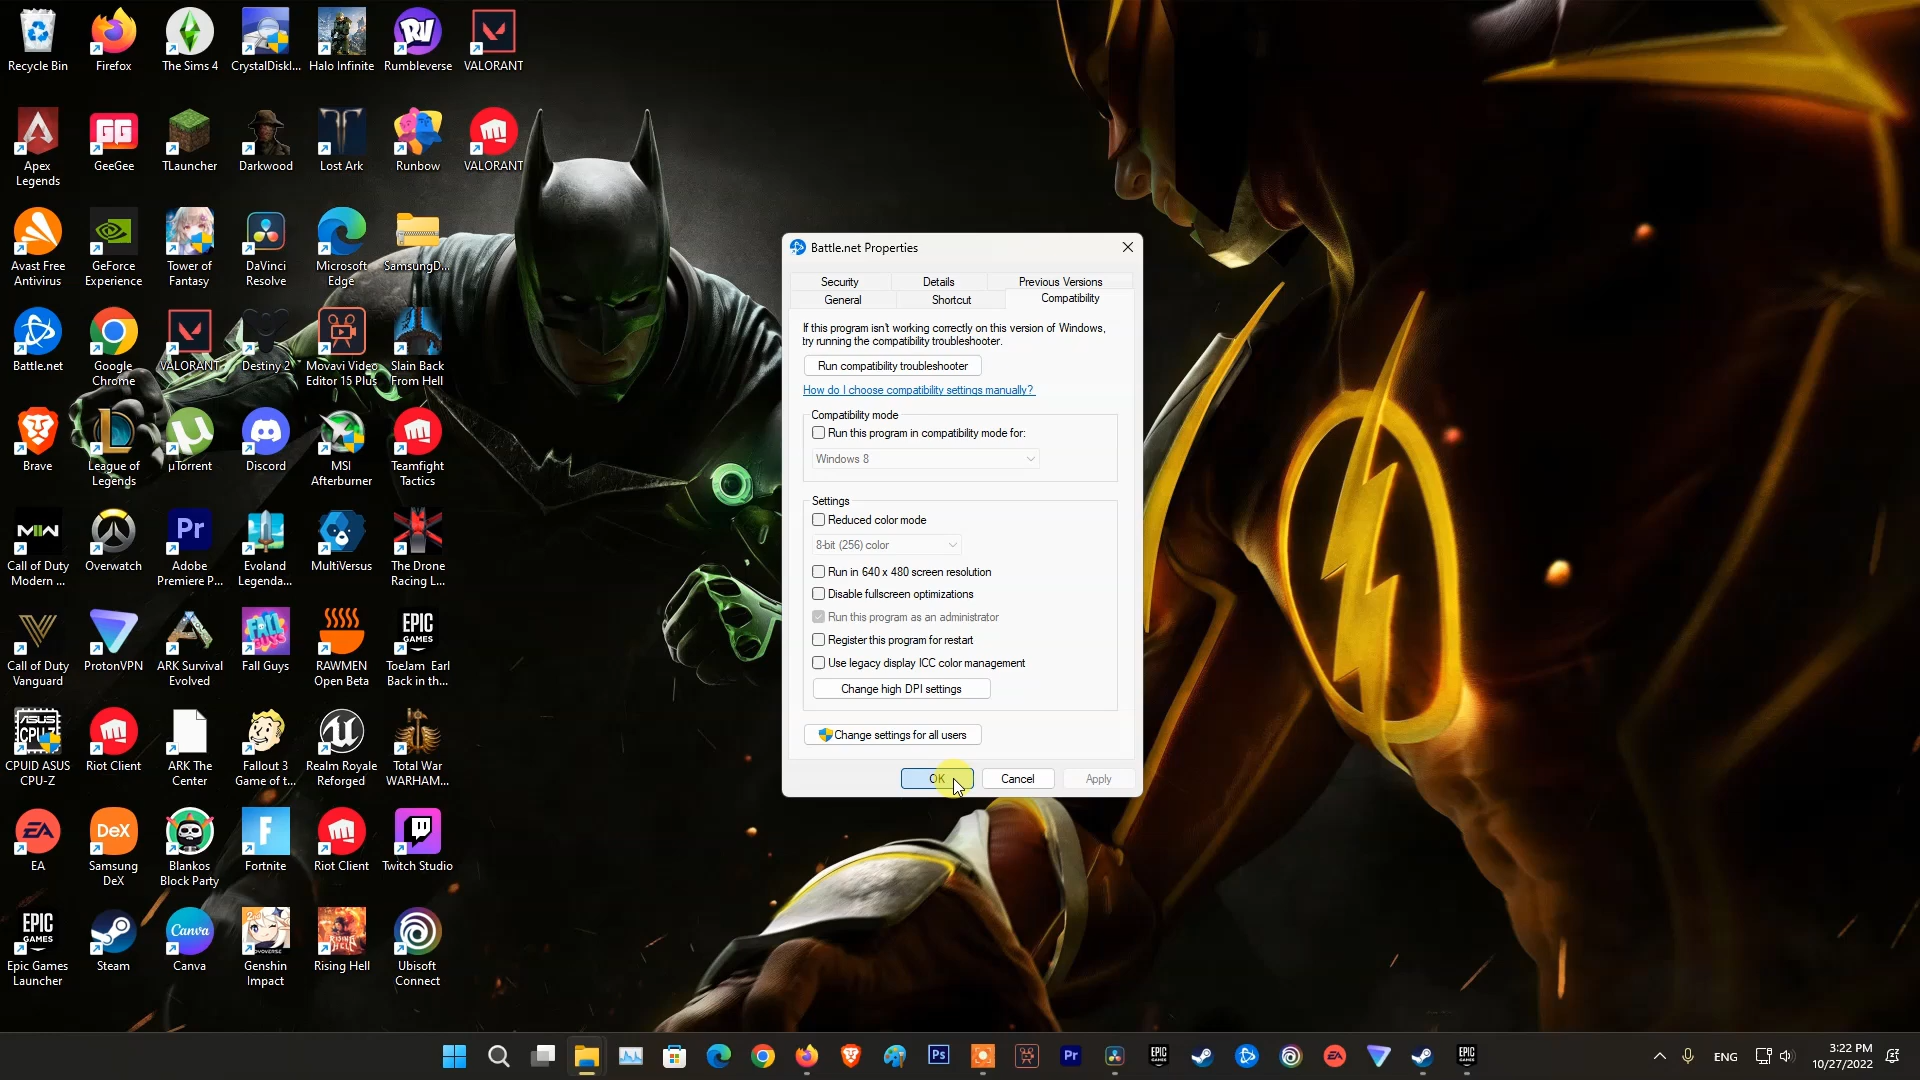 Recycle Bin
Firefox
The Sims 4
CrystalDiskI...
Halo Infinite
Rumbleverse
VALORANT
Apex
Legends
GeeGee
TLauncher
Darkwood
Lost Ark
Runbow
VALORANT
Avast Free
Antivirus
GeForce
Experience
Tower of
Fantasy
DaVinci
Resolve
Microsoft
Edge
SamsungD...
Battle.net
Google
Chrome
VALORANT
Destiny 2
Movavi Video
Editor 15 Plus
Slain Back
From Hell
Brave
League of
Legends
µTorrent
Discord
MSI
Afterburner
Teamfight
Tactics
Call of Duty
Modern ...
Overwatch
Adobe
Premiere P...
Evoland
Legenda...
MultiVersus
The Drone
Racing L...
Call of Duty
Vanguard
ProtonVPN
ARK Survival
Evolved
Fall Guys
RAWMEN
Open Beta
ToeJam Earl
Back in th...
CPUID ASUS
CPU-Z
Riot Client
ARK The
Center
Fallout 3
Game of t...
Realm Royale
Reforged
Total War
WARHAM...
EA
Samsung
DeX
Blankos
Block Party
Fortnite
Riot Client
Twitch Studio
Epic Games
Launcher
Steam
Canva
Genshin
Impact
Rising Hell
Ubisoft
Connect
Battle.net Properties
Security
Details
Previous Versions
General
Shortcut
Compatibility
If this program isn't working correctly on this version of Windows,
try running the compatibility troubleshooter.
Run compatibility troubleshooter
How do I choose compatibility settings manually?
Compatibility mode
Run this program in compatibility mode for:
Windows 8
Settings
Reduced color mode
8-bit (256) color
Run in 640 x 480 screen resolution
Disable fullscreen optimizations
Run this program as an administrator
Register this program for restart
Use legacy display ICC color management
Change high DPI settings
Change settings for all users
OK
Cancel
Apply
ENG
3:22 PM
10/27/2022